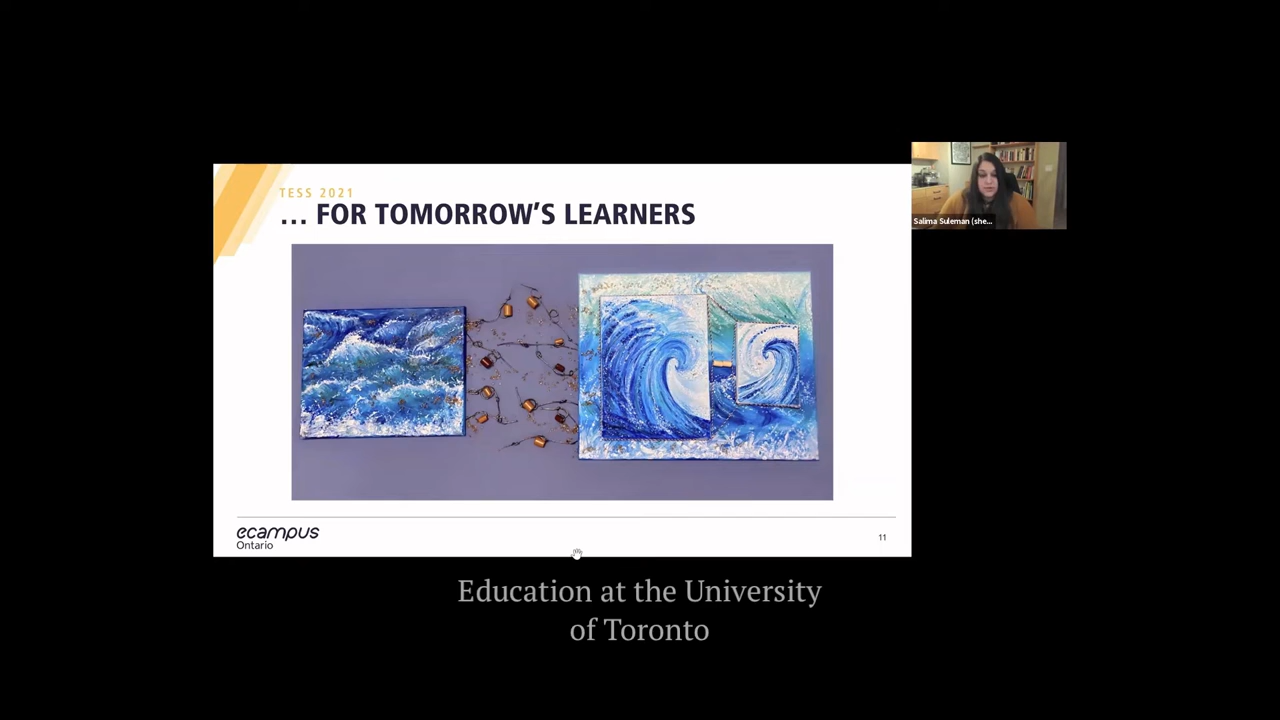 TESS 2021
... FOR TOMORROW'S LEARNERS
Salima Suleman (she...
ecampus
Ontario
11
Education at the University
of Toronto